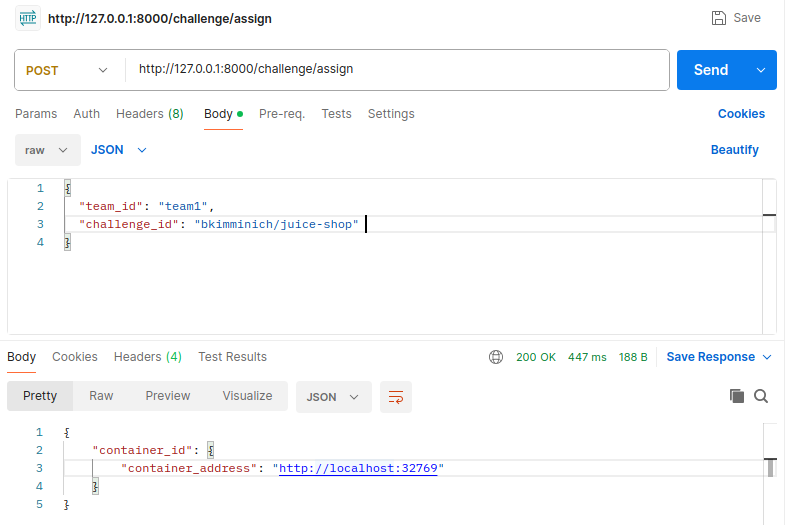 HTTP http://127.0.0.1:8000/challenge/assign Save
POST http://127.0.0.1:8000/challenge/assign Send
Params Auth Headers (8) Body Pre-req. Tests Settings Cookies
raw JSON Beautify
1 {
2 "team_id": "team1",
3 "challenge_id": "bkimminich/juice-shop"
4 }
Body Cookies Headers (4) Test Results 200 OK 447 ms 188 B Save Response
Pretty Raw Preview Visualize JSON
1 {
2 "container_id": {
3 "container_address": "http://localhost:32769"
4 }
5 }